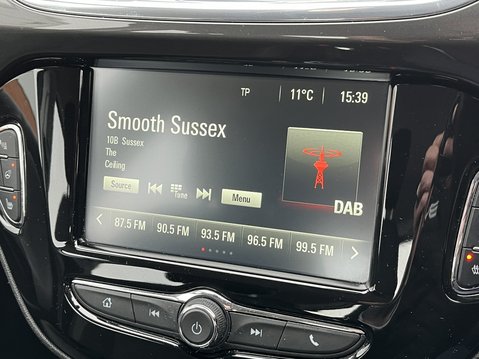 TP 11°C 15:39
Smooth Sussex
10B Sussex
The
Ceiling
Source Tune Menu
DAB
87.5 FM 90.5 FM 93.5 FM 96.5 FM 99.5 FM